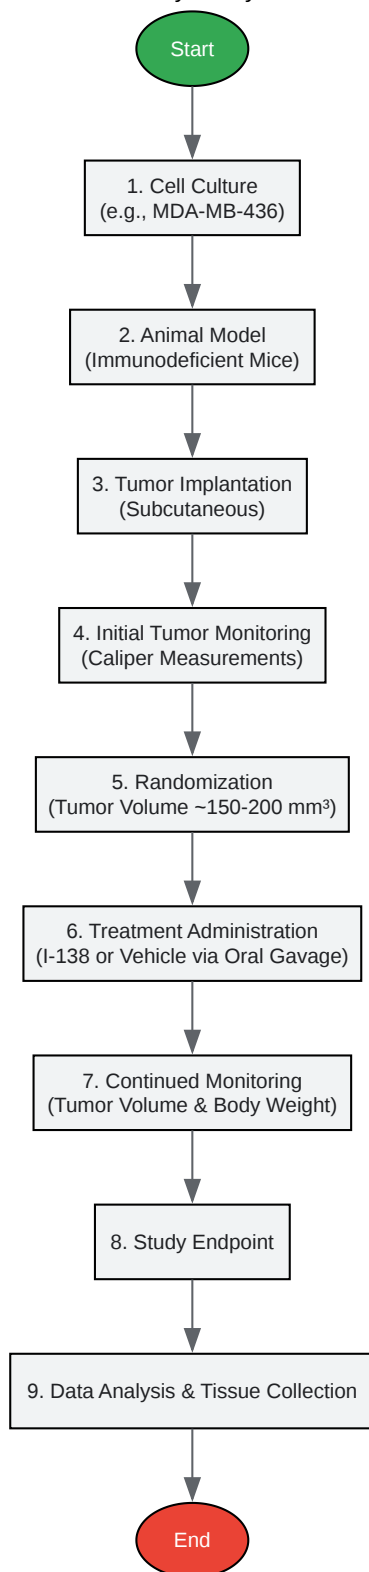 Start
1. Cell Culture
(e.g., MDA-MB-436)
2. Animal Model
(Immunodeficient Mice)
3. Tumor Implantation
(Subcutaneous)
4. Initial Tumor Monitoring
(Caliper Measurements)
5. Randomization
(Tumor Volume ~150-200 mm³)
6. Treatment Administration
(I-138 or Vehicle via Oral Gavage)
7. Continued Monitoring
(Tumor Volume & Body Weight)
8. Study Endpoint
9. Data Analysis & Tissue Collection
End